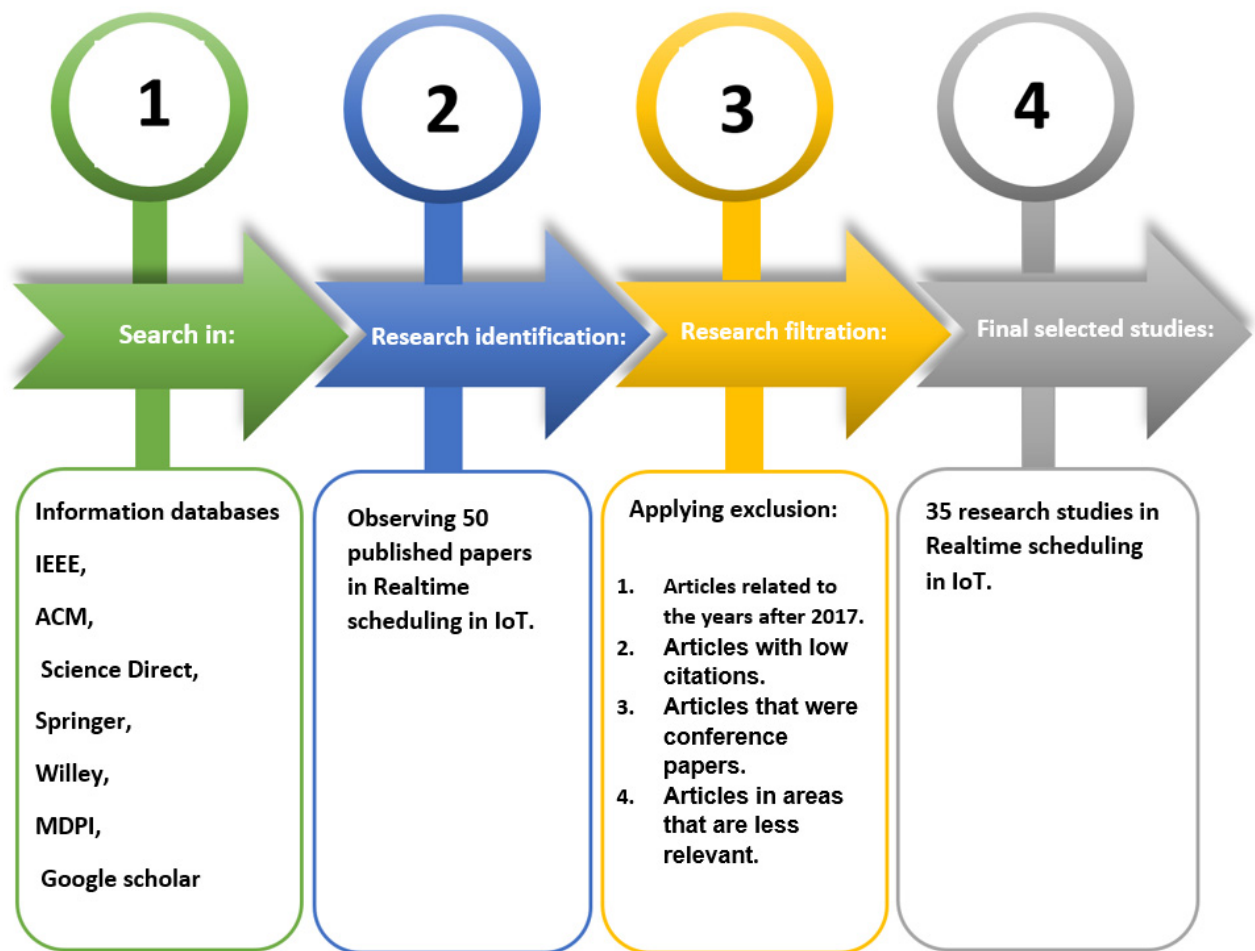 1
2
3
4
Search in:
Research identification:
Research filtration:
Final selected studies:
Information databases
IEEE,
ACM,
Science Direct,
Springer,
Willey,
MDPI,
Google scholar
Observing 50
published papers
in Realtime
scheduling in IoT.
Applying exclusion:
1. Articles related to
the years after 2017.
2. Articles with low
citations.
3. Articles that were
conference
papers.
4. Articles in areas
that are less
relevant.
35 research studies in
Realtime scheduling
in IoT.